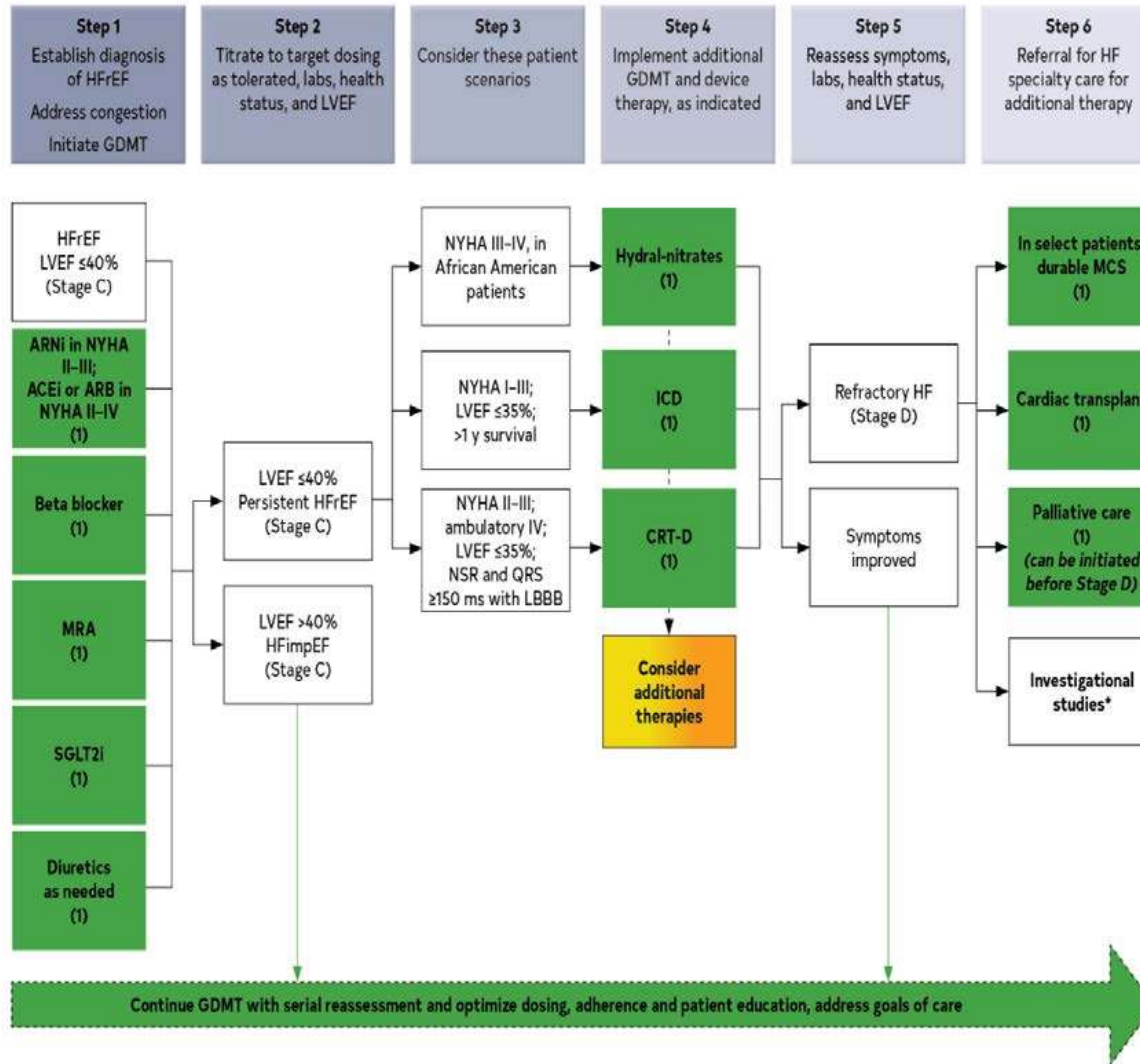 Step 1
Establish diagnosis
of HFrEF
Address congestion
Initiate GDMT
Step 2
Titrate to target dosing
as tolerated, labs, health
status, and LVEF
Step 3
Consider these patient
scenarios
Step 4
Implement additional
GDMT and device
therapy, as indicated
Step 5
Reassess symptoms,
labs, health status,
and LVEF
Step 6
Referral for HF
specialty care for
additional therapy
HFrEF
LVEF ≤40%
(Stage C)
ARNi in NYHA
II–III;
ACEi or ARB in
NYHA II–IV
(1)
Beta blocker
(1)
MRA
(1)
SGLT2i
(1)
Diuretics
as needed
(1)
LVEF ≤40%
Persistent HFrEF
(Stage C)
LVEF >40%
HFimpEF
(Stage C)
NYHA III–IV, in
African American
patients
NYHA I–III;
LVEF ≤35%;
>1 y survival
NYHA II–III;
ambulatory IV;
LVEF ≤35%;
NSR and QRS
≥150 ms with LBBB
Hydral-nitrates
(1)
ICD
(1)
CRT-D
(1)
Consider
additional
therapies
Refractory HF
(Stage D)
Symptoms
improved
In select patients,
durable MCS
(1)
Cardiac transplan
(1)
Palliative care
(1)
(can be initiated
before Stage D)
Investigational
studies*
Continue GDMT with serial reassessment and optimize dosing, adherence and patient education, address goals of care